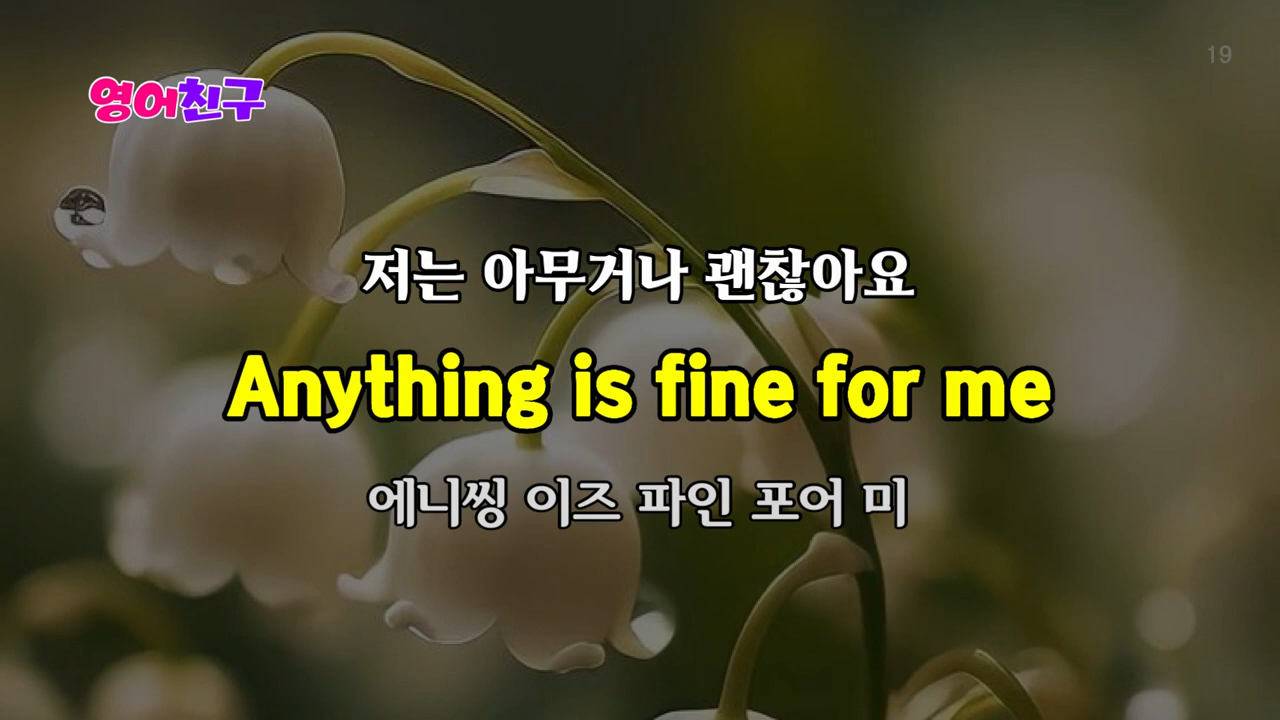 19
영어친구
저는 아무거나 괜찮아요
Anything is fine for me
에니씽 이즈 파인 포어 미